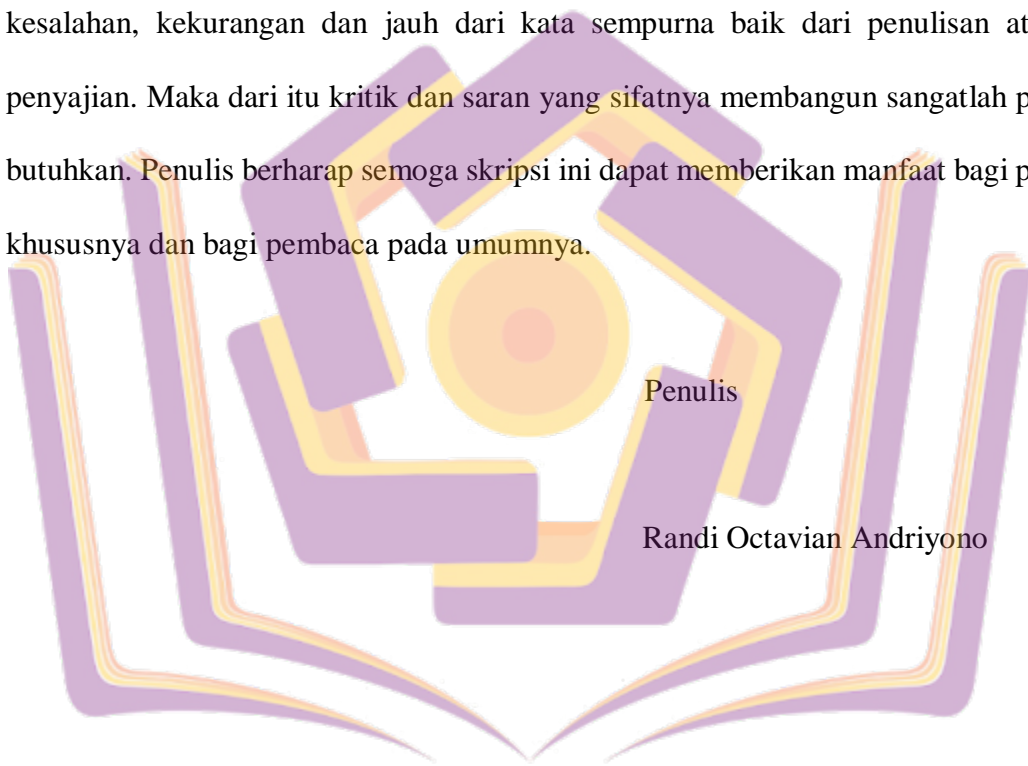 kesalahan, kekurangan dan jauh dari kata sempurna baik dari penulisan
penyajian. Maka dari itu kritik dan saran yang sifatnya membangun sangatlah
butuhkan. Penulis berharap semoga skripsi ini dapat memberikan manfaat bagi
khususnya dan bagi pembaca pada umumnya.
Penulis
Randi Octavian Andriyono